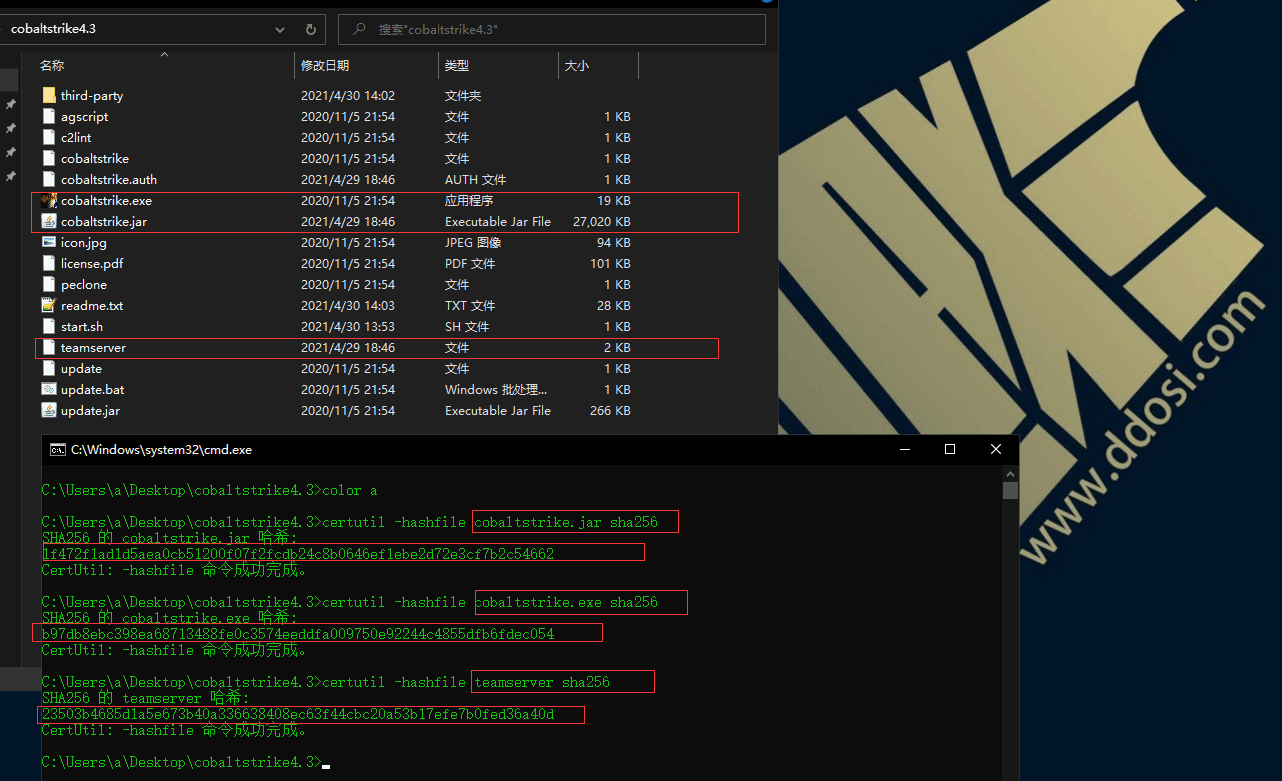 cobaltstrike4.3
搜索"cobaltstrike4.3"
名称 修改日期 类型 大小
third-party 2021/4/30 14:02 文件夹
agscript 2020/11/5 21:54 文件 1 KB
c2lint 2020/11/5 21:54 文件 1 KB
cobaltstrike 2020/11/5 21:54 文件 1 KB
cobaltstrike.auth 2021/4/29 18:46 AUTH 文件 1 KB
cobaltstrike.exe 2020/11/5 21:54 应用程序 19 KB
cobaltstrike.jar 2021/4/29 18:46 Executable Jar File 27,020 KB
icon.jpg 2020/11/5 21:54 JPEG 图像 94 KB
license.pdf 2020/11/5 21:54 PDF 文件 101 KB
peclone 2020/11/5 21:54 文件 1 KB
readme.txt 2021/4/30 14:03 TXT 文件 28 KB
start.sh 2021/4/30 13:53 SH 文件 1 KB
teamserver 2021/4/29 18:46 文件 2 KB
update 2020/11/5 21:54 文件 1 KB
update.bat 2020/11/5 21:54 Windows 批处理... 1 KB
update.jar 2020/11/5 21:54 Executable Jar File 266 KB
www.ddosi.com
C:\Windows\system32\cmd.exe
C:\Users\a\Desktop\cobaltstrike4.3>color a
C:\Users\a\Desktop\cobaltstrike4.3>certutil -hashfile cobaltstrike.jar sha256
SHA256 的 cobaltstrike.jar 哈希:
1f472f1ad1d5aea0cb51200f07f2fcdb24c8b0646ef1ebe2d72e3cf7b2c54662
CertUtil: -hashfile 命令成功完成。
C:\Users\a\Desktop\cobaltstrike4.3>certutil -hashfile cobaltstrike.exe sha256
SHA256 的 cobaltstrike.exe 哈希:
b97db8ebc398ea68713488fe0c3574eeddfa009750e92244c4855dfb6fdec054
CertUtil: -hashfile 命令成功完成。
C:\Users\a\Desktop\cobaltstrike4.3>certutil -hashfile teamserver sha256
SHA256 的 teamserver 哈希:
23503b4685d1a5e673b40a336638408ec63f44cbc20a53b17efe7b0fed36a40d
CertUtil: -hashfile 命令成功完成。
C:\Users\a\Desktop\cobaltstrike4.3>